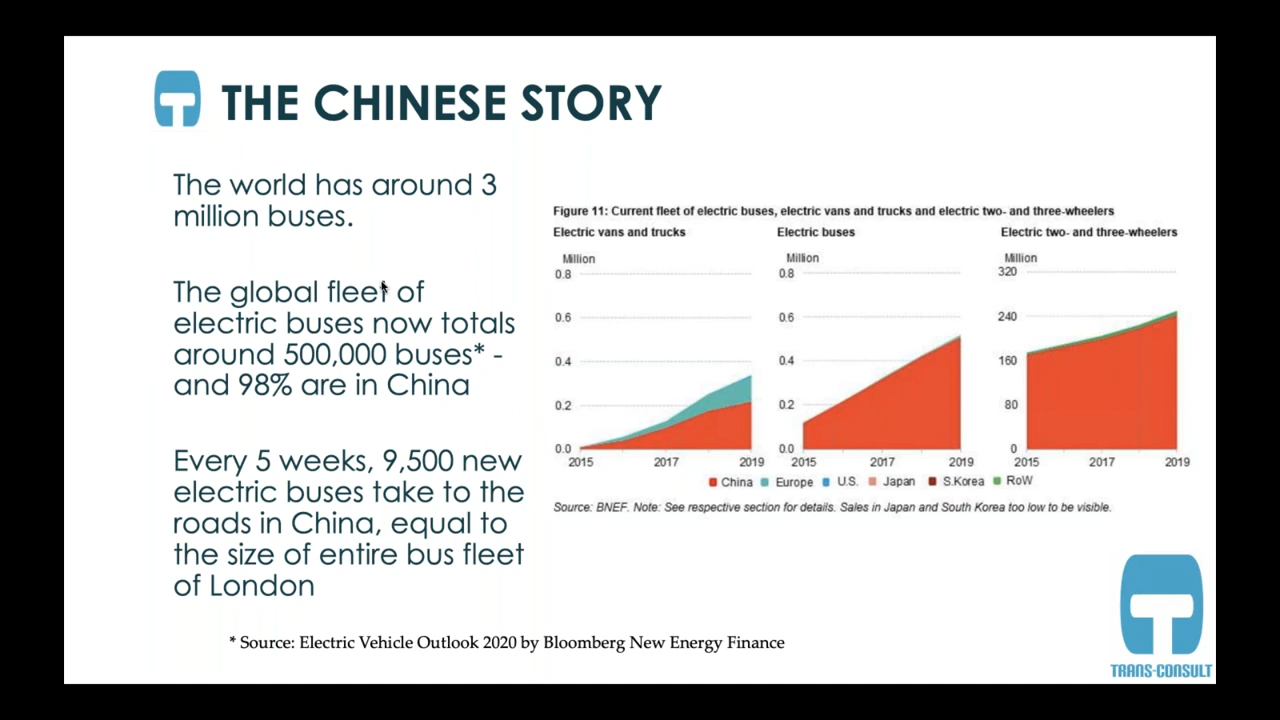 THE CHINESE STORY
The world has around 3
million buses.
The global fleet of
electric buses now totals
around 500,000 buses* -
and 98% are in China
Every 5 weeks, 9,500 new
electric buses take to the
roads in China, equal to
the size of entire bus fleet
of London
Figure 11: Current fleet of electric buses, electric vans and trucks and electric two- and three-wheelers
Electric vans and trucks
Million
0.8
0.6
0.4
0.2
0.0
2015 2017 2019
Electric buses
Million
0.8
0.6
0.4
0.2
0.0
2015 2017 2019
Electric two- and three-wheelers
Million
320
240
160
80
0
2015 2017 2019
China Europe U.S. Japan S.Korea RoW
Source: BNEF. Note: See respective section for details. Sales in Japan and South Korea too low to be visible.
* Source: Electric Vehicle Outlook 2020 by Bloomberg New Energy Finance
TRANS-CONSULT